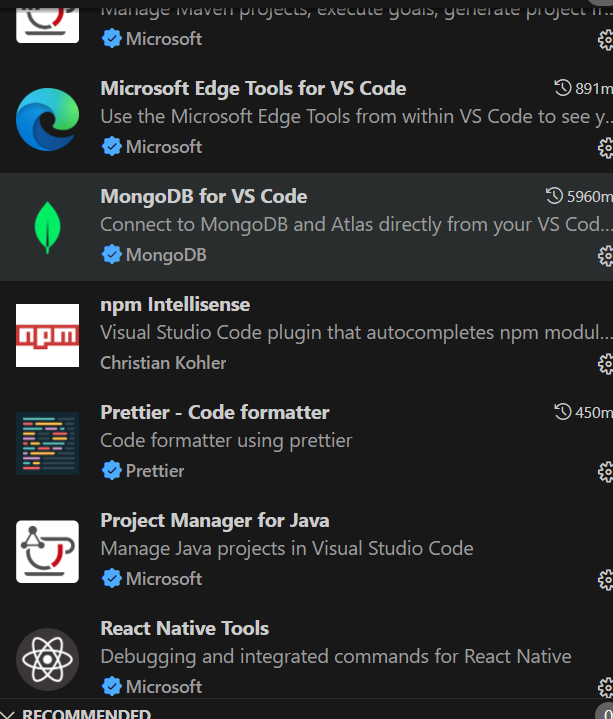 Manage Maven projects, execute goals, generate project fr...
Microsoft
Microsoft Edge Tools for VS Code
891m
Use the Microsoft Edge Tools from within VS Code to see y...
Microsoft
MongoDB for VS Code
5960m
Connect to MongoDB and Atlas directly from your VS Cod...
MongoDB
npm Intellisense
npm
Visual Studio Code plugin that autocompletes npm modul...
Christian Kohler
Prettier - Code formatter
450m
Code formatter using prettier
Prettier
Project Manager for Java
Manage Java projects in Visual Studio Code
Microsoft
React Native Tools
Debugging and integrated commands for React Native
Microsoft
RECOMMENDED
0